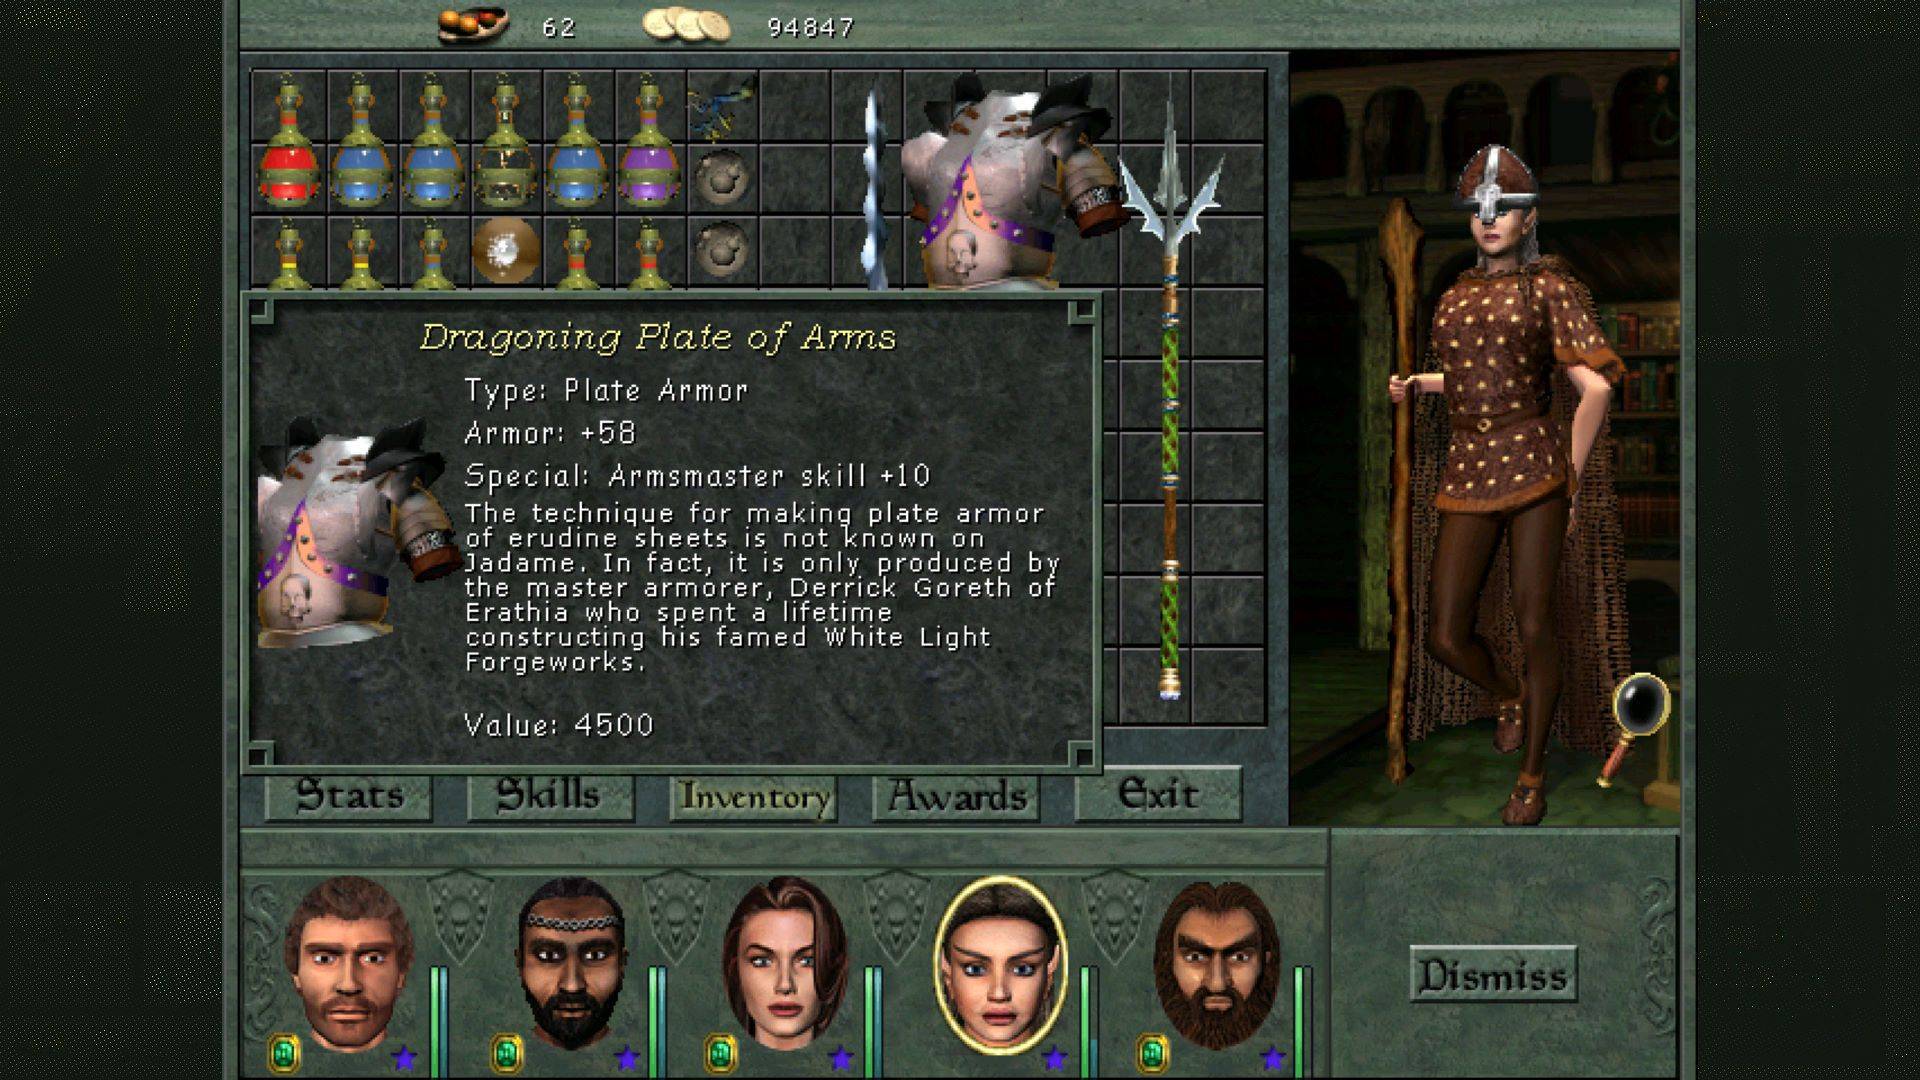 62 94847
Dragoning Plate of Arms
Type: Plate Armor
Armor: +58
Special: Armsmaster skill +10
The technique for making plate armor
of erudine sheets is not known on
Jadame. In fact, it is only produced by
the master armorer, Derrick Goreth of
Erathia who spent a lifetime
constructing his famed White Light
Forgeworks.
Value: 4500
Stats Skills Inventory Awards Exit
Dismiss